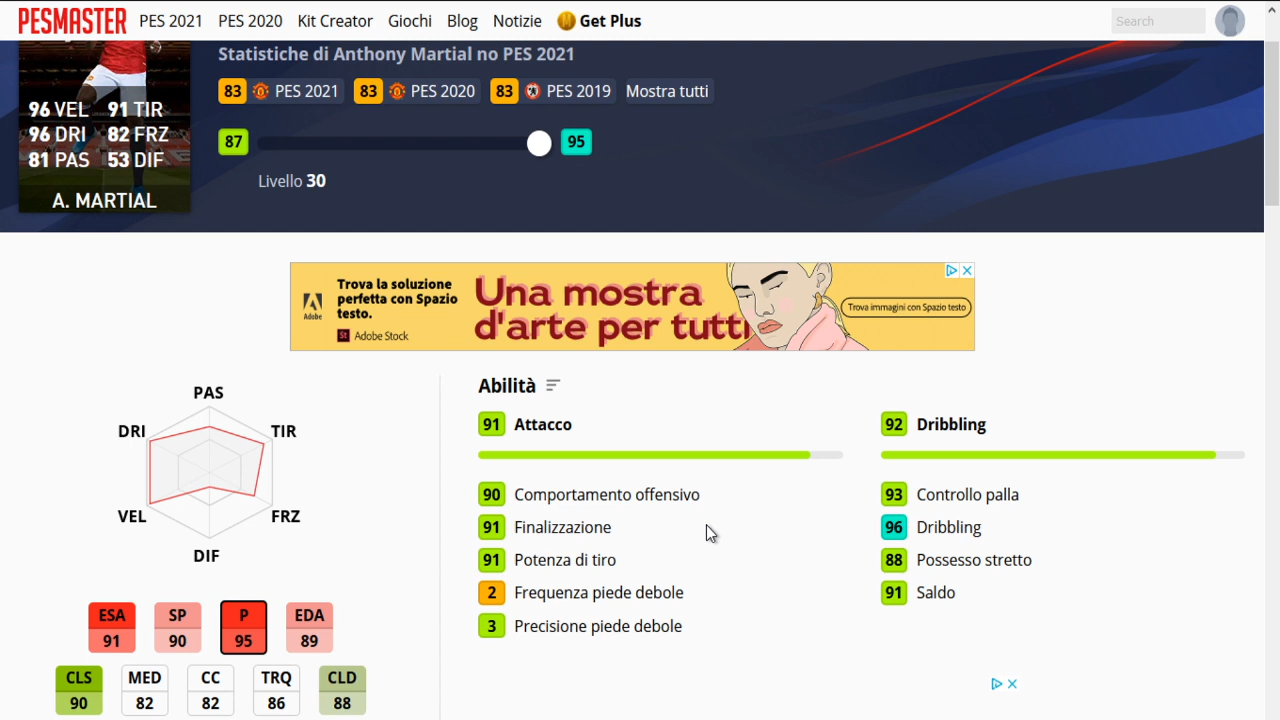 PESMASTER PES 2021 PES 2020 Kit Creator Giochi Blog Notizie Get Plus Search
Statistiche di Anthony Martial no PES 2021
83 PES 2021 83 PES 2020 83 PES 2019 Mostra tutti
96 VEL 91 TIR
96 DRI 82 FRZ
81 PAS 53 DIF
A. MARTIAL
87 95
Livello 30
Adobe
Trova la soluzione
perfetta con Spazio
testo.
St Adobe Stock
Una mostra
d'arte per tutti
Trova immagini con Spazio testo
PAS
DRI TIR
VEL FRZ
DIF
ESA SP P EDA
91 90 95 89
CLS MED CC TRQ CLD
90 82 82 86 88
Abilità
91 Attacco
90 Comportamento offensivo
91 Finalizzazione
91 Potenza di tiro
2 Frequenza piede debole
3 Precisione piede debole
92 Dribbling
93 Controllo palla
96 Dribbling
88 Possesso stretto
91 Saldo